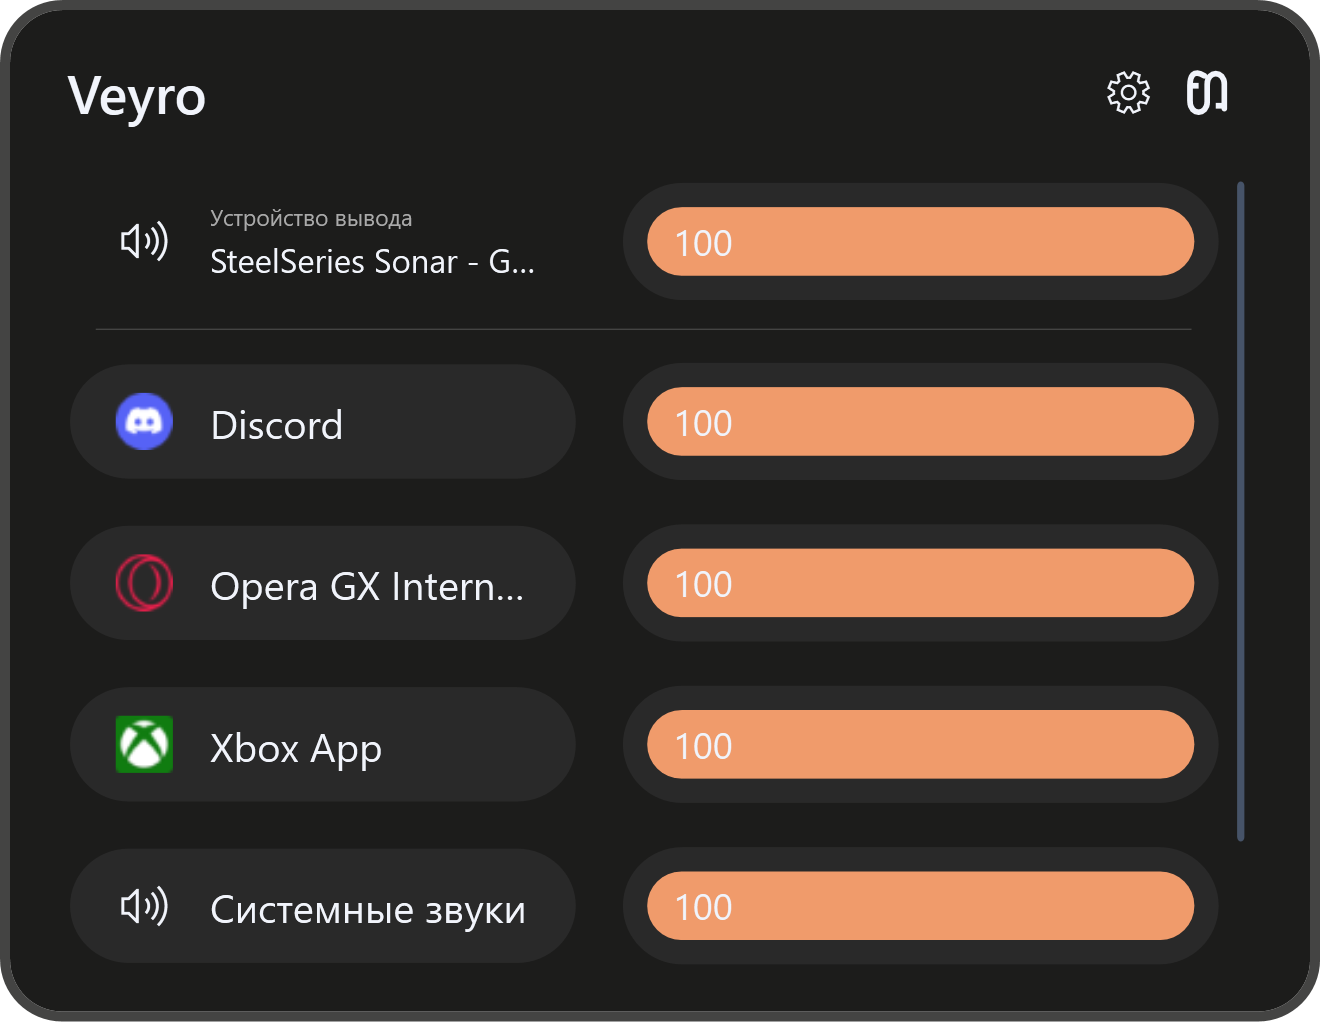 Veyro
Устройство вывода
SteelSeries Sonar - G...
100
Discord
100
Opera GX Intern...
100
Xbox App
100
Системные звуки
100